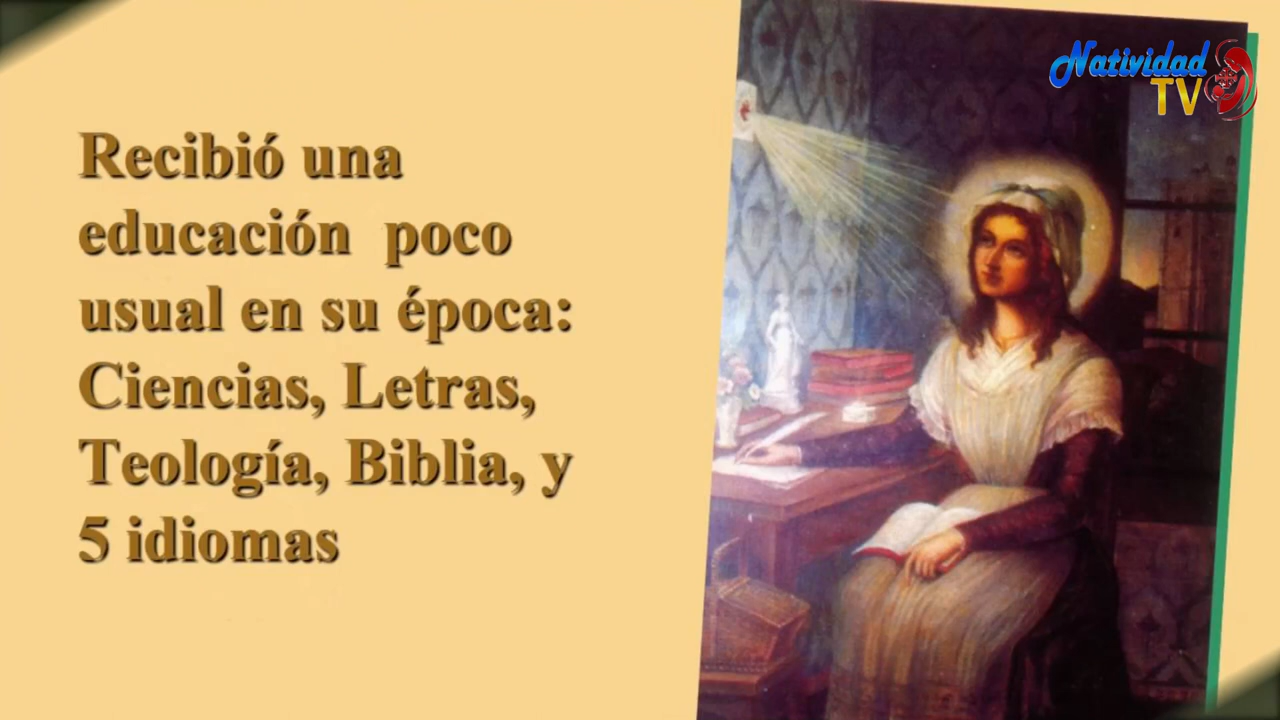 Recibió una
educación poco
usual en su época:
Ciencias, Letras,
Teología, Biblia, y
5 idiomas
Natividad
TV